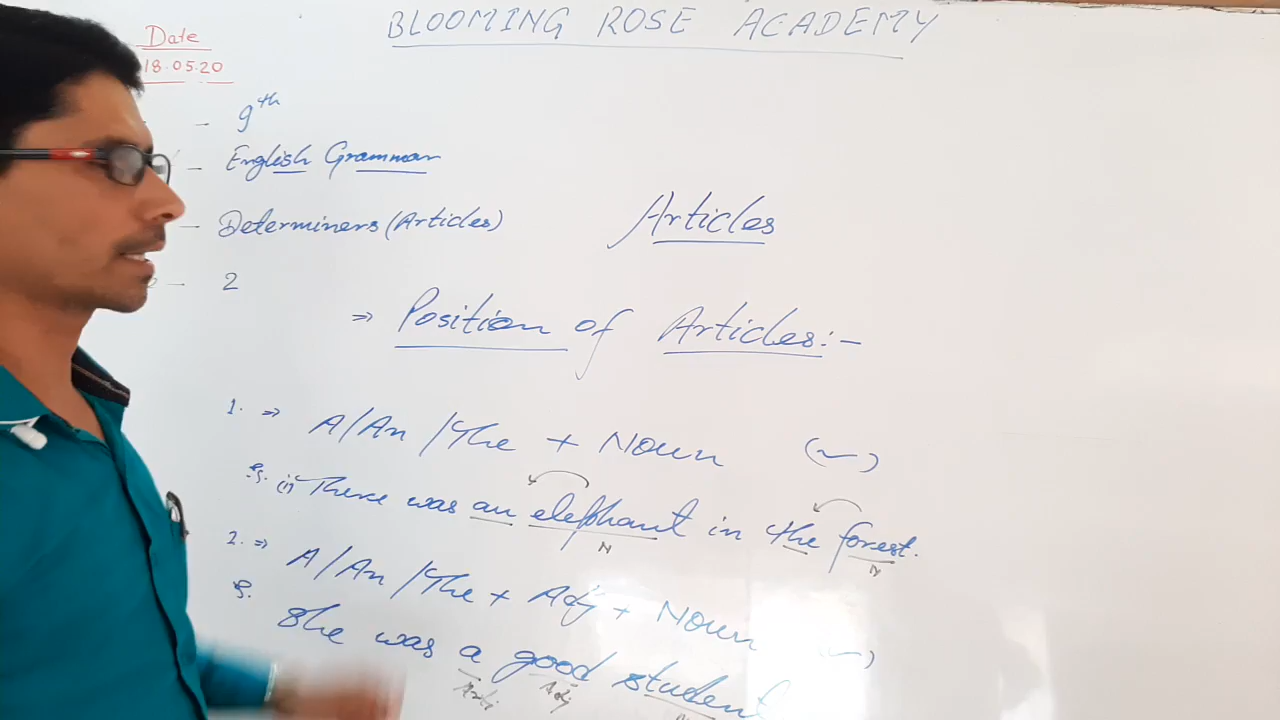 BLOOMING ROSE ACADEMY
Date
18.05.20
- 9th
- English Grammar
- Determiners (Articles)
- 2
Articles
⇒ Position of Articles:-
1. ⇒ A/An/The + Noun (~)
eg. (i) There was an elephant in the forest.
N N
2. ⇒ A/An/The + Adj + Noun (~)
eg. She was a good student
Arti Adj N